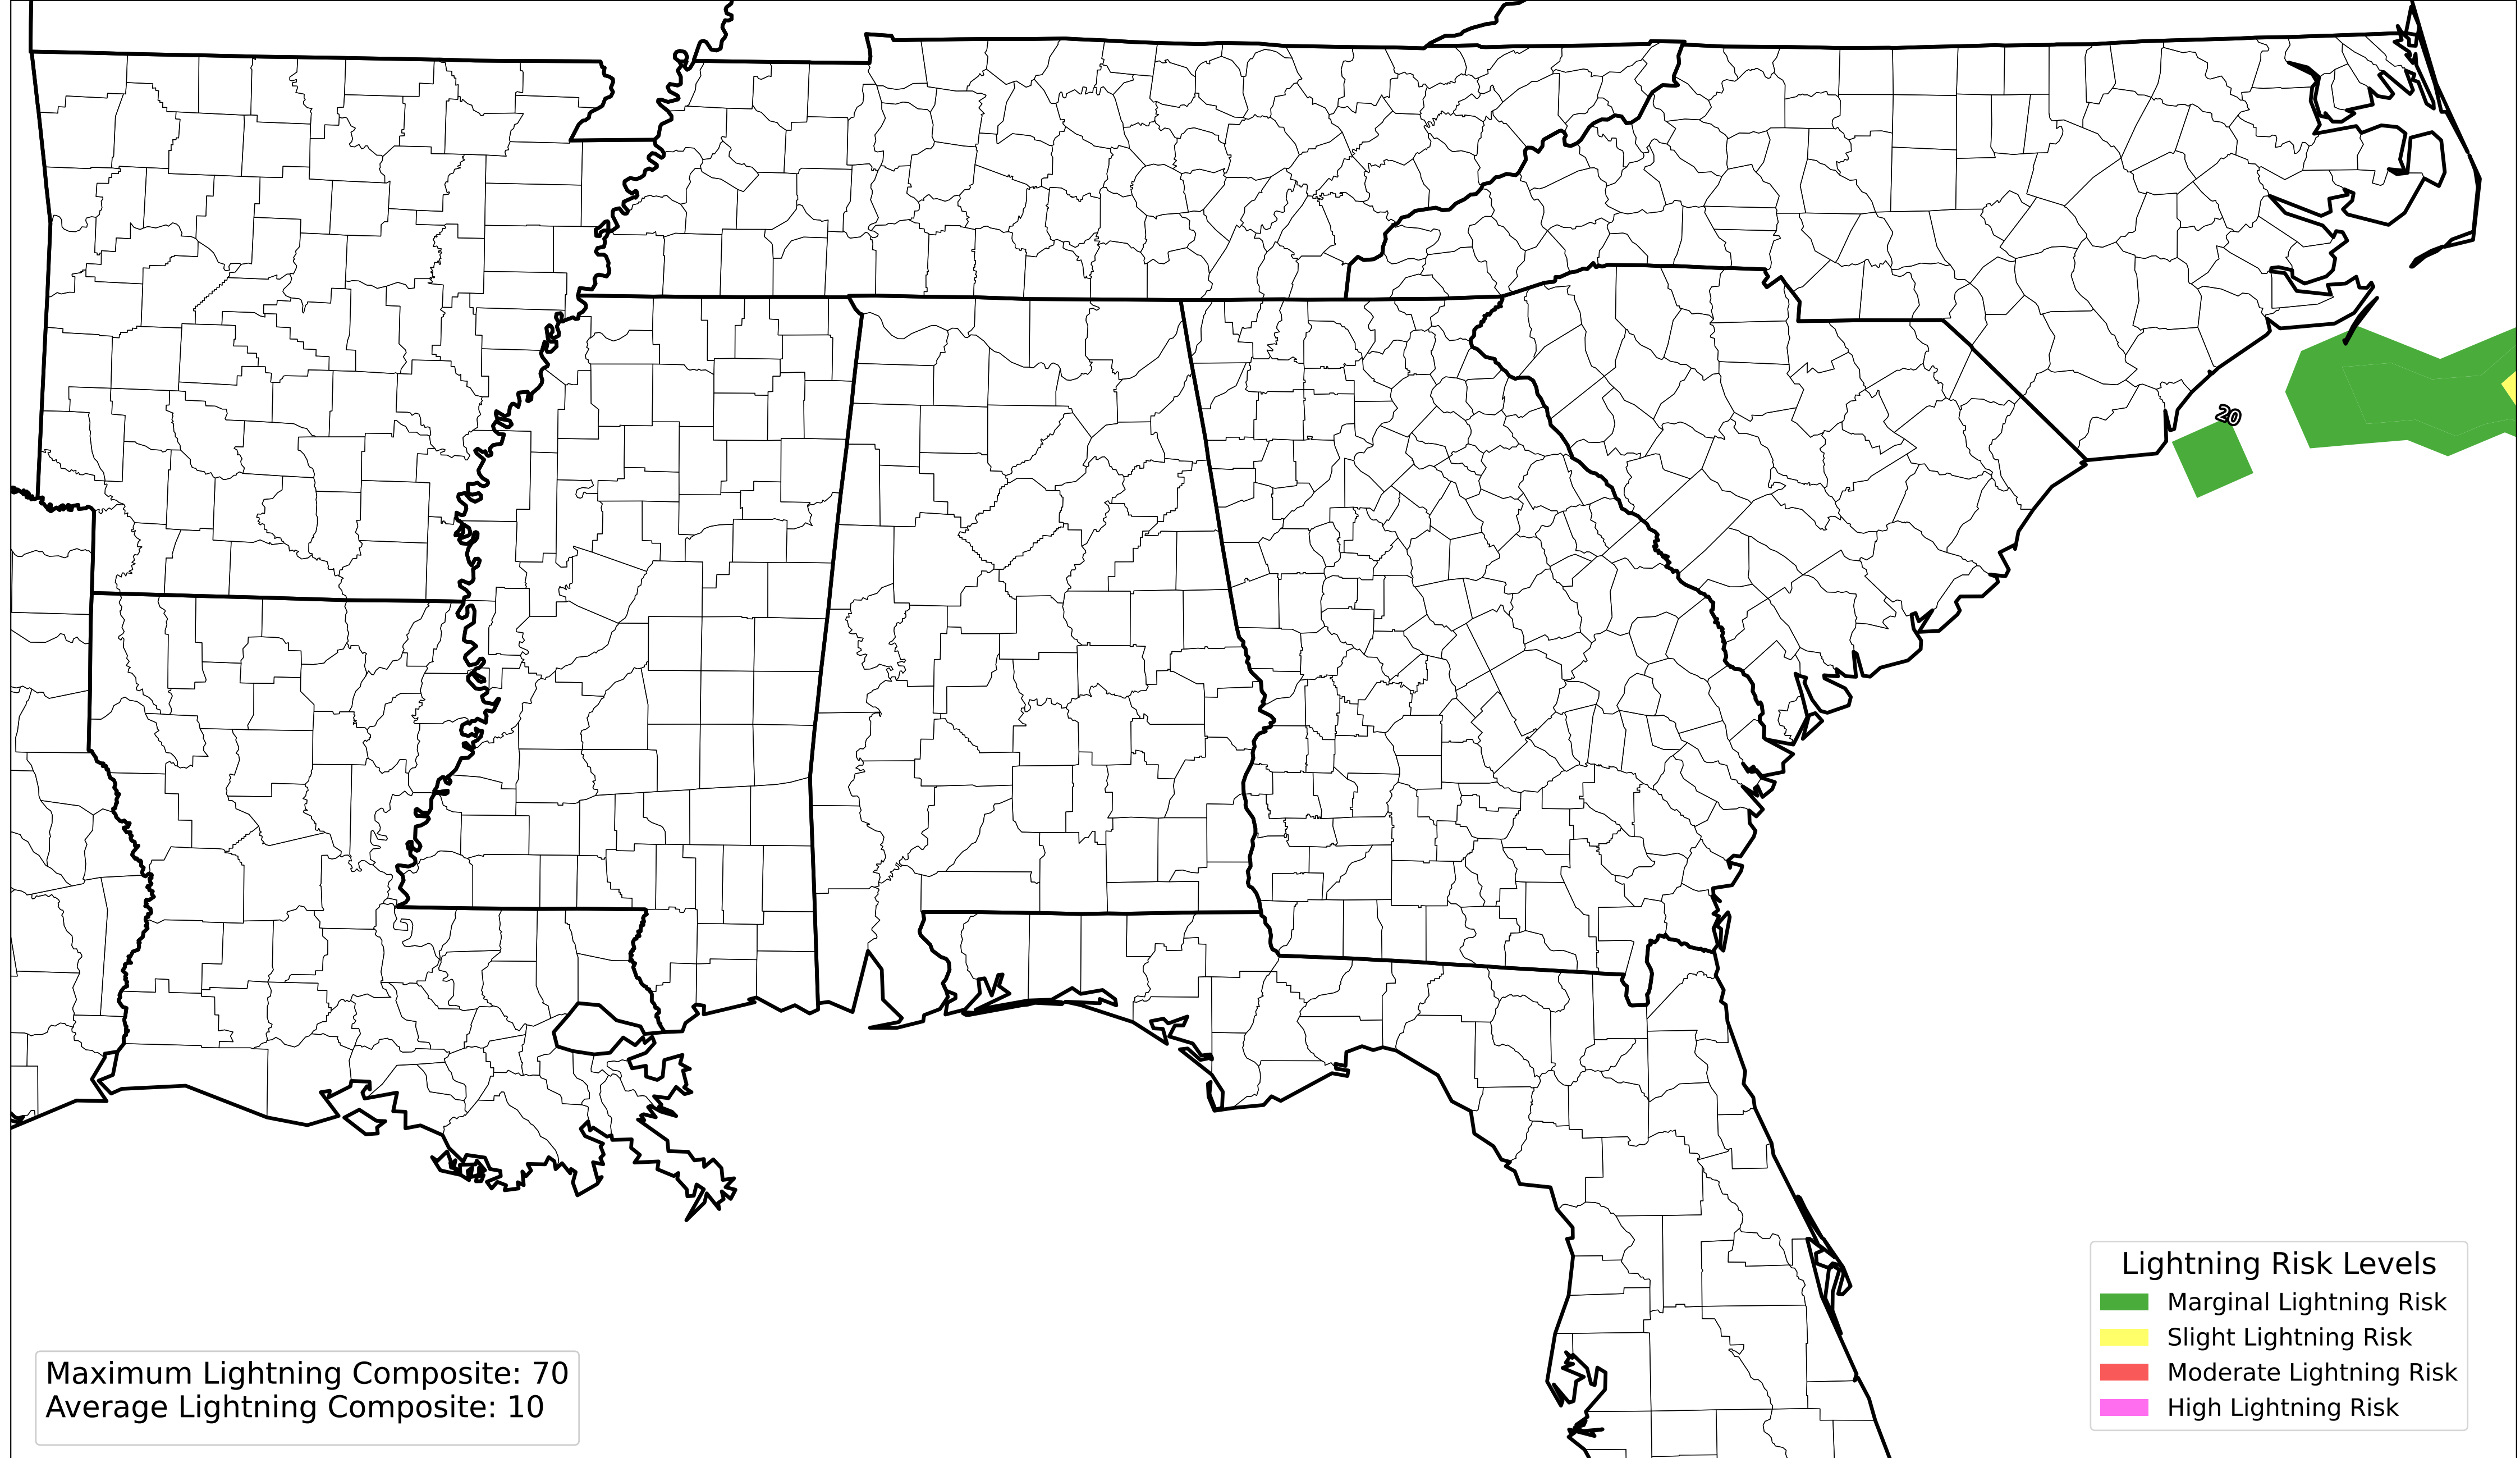 20
Lightning Risk Levels
Marginal Lightning Risk
Slight Lightning Risk
Moderate Lightning Risk
High Lightning Risk
Maximum Lightning Composite: 70
Average Lightning Composite: 10